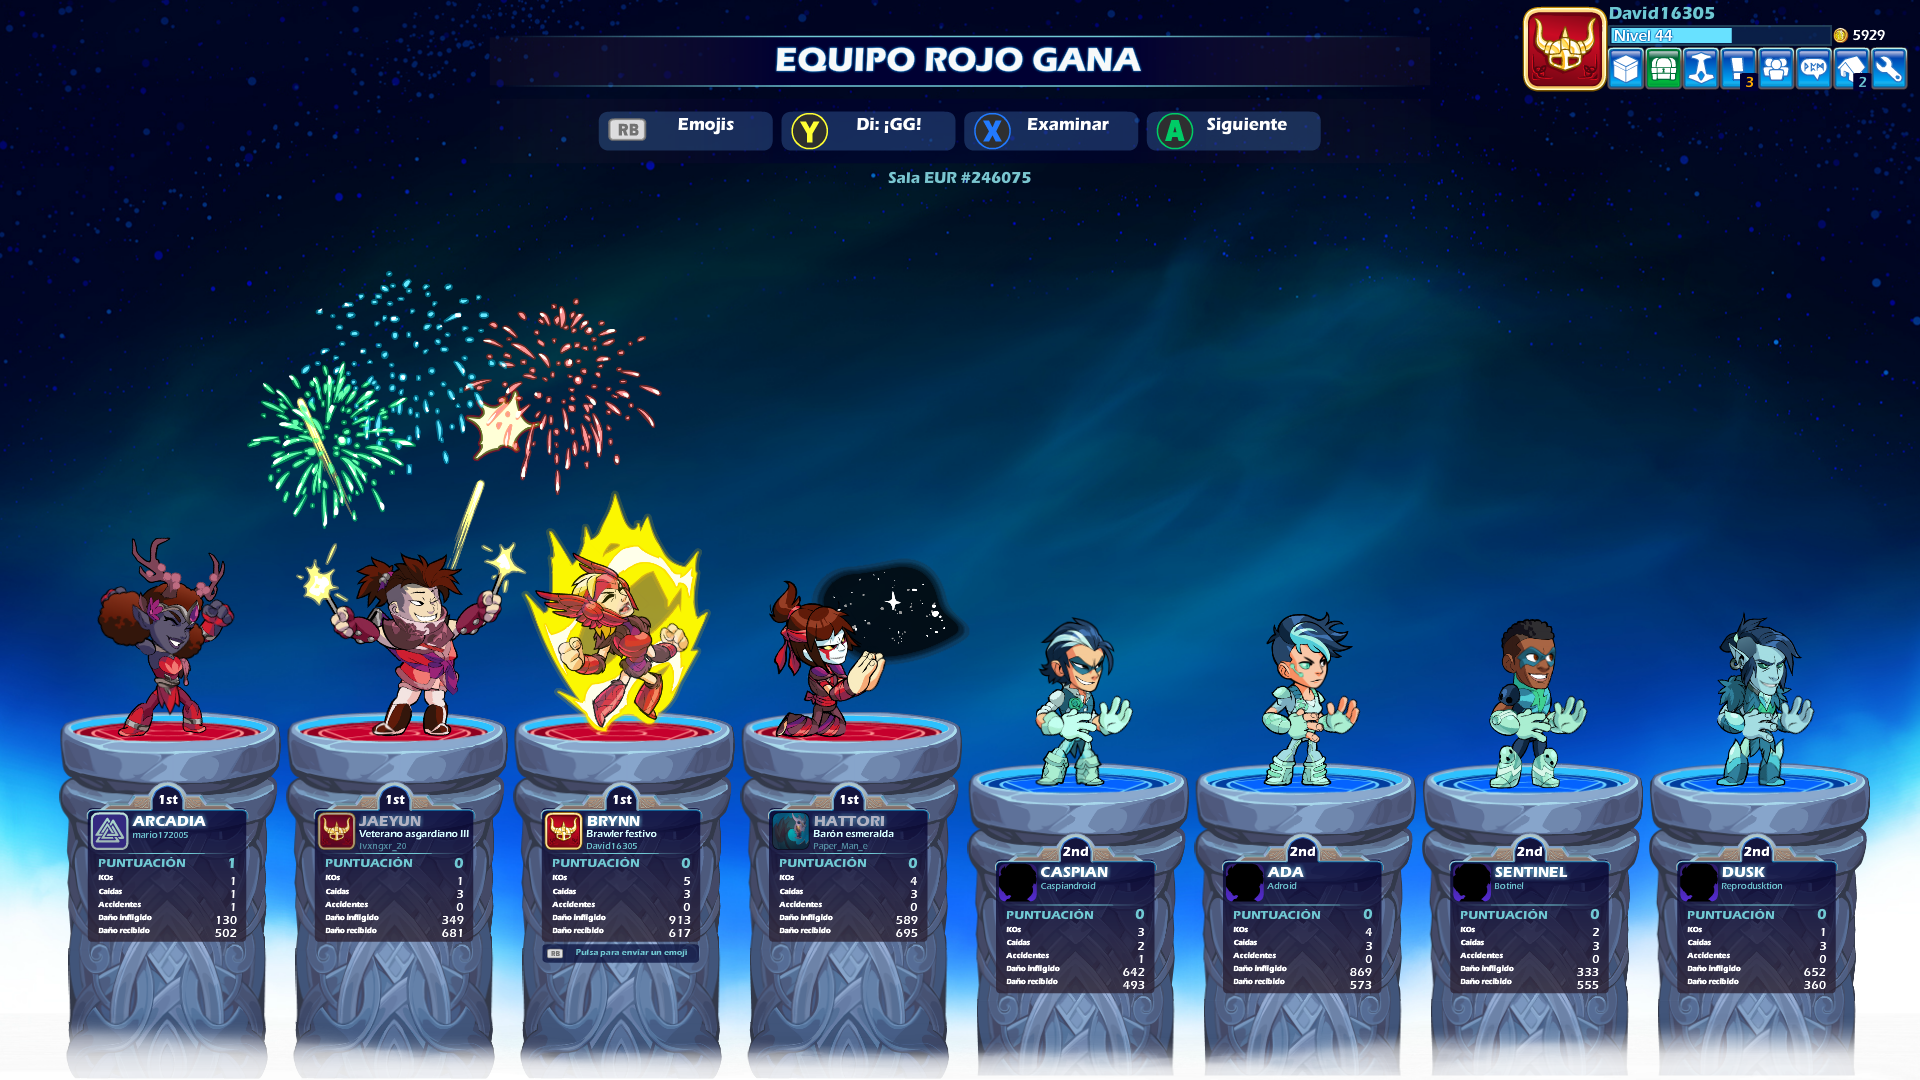 David16305
Nivel 44
5929
3
2
EQUIPO ROJO GANA
RB Emojis
Y Di: ¡GG!
X Examinar
A Siguiente
Sala EUR #246075
1st
ARCADIA
mario172005
PUNTUACIÓN 1
KOs 1
Caídas 1
Accidentes 1
Daño infligido 130
Daño recibido 502
1st
JAEYUN
Veterano asgardiano III
lvxngxr_20
PUNTUACIÓN 0
KOs 1
Caídas 3
Accidentes 0
Daño infligido 349
Daño recibido 681
1st
BRYNN
Brawler festivo
David16305
PUNTUACIÓN 0
KOs 5
Caídas 3
Accidentes 0
Daño infligido 913
Daño recibido 617
RB Pulsa para enviar un emoji
1st
HATTORI
Barón esmeralda
Paper_Man_e
PUNTUACIÓN 0
KOs 4
Caídas 3
Accidentes 0
Daño infligido 589
Daño recibido 695
2nd
CASPIAN
Caspiandroid
PUNTUACIÓN 0
KOs 3
Caídas 2
Accidentes 1
Daño infligido 642
Daño recibido 493
2nd
ADA
Adroid
PUNTUACIÓN 0
KOs 4
Caídas 3
Accidentes 0
Daño infligido 869
Daño recibido 573
2nd
SENTINEL
Botinel
PUNTUACIÓN 0
KOs 2
Caídas 3
Accidentes 0
Daño infligido 333
Daño recibido 555
2nd
DUSK
Reprodusktion
PUNTUACIÓN 0
KOs 1
Caídas 3
Accidentes 0
Daño infligido 652
Daño recibido 360